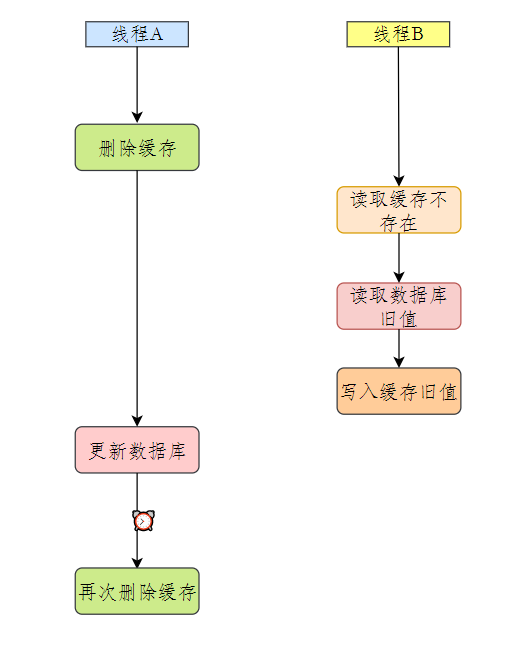 线程A
线程B
删除缓存
读取缓存不
存在
读取数据库
旧值
写入缓存旧值
更新数据库
再次删除缓存